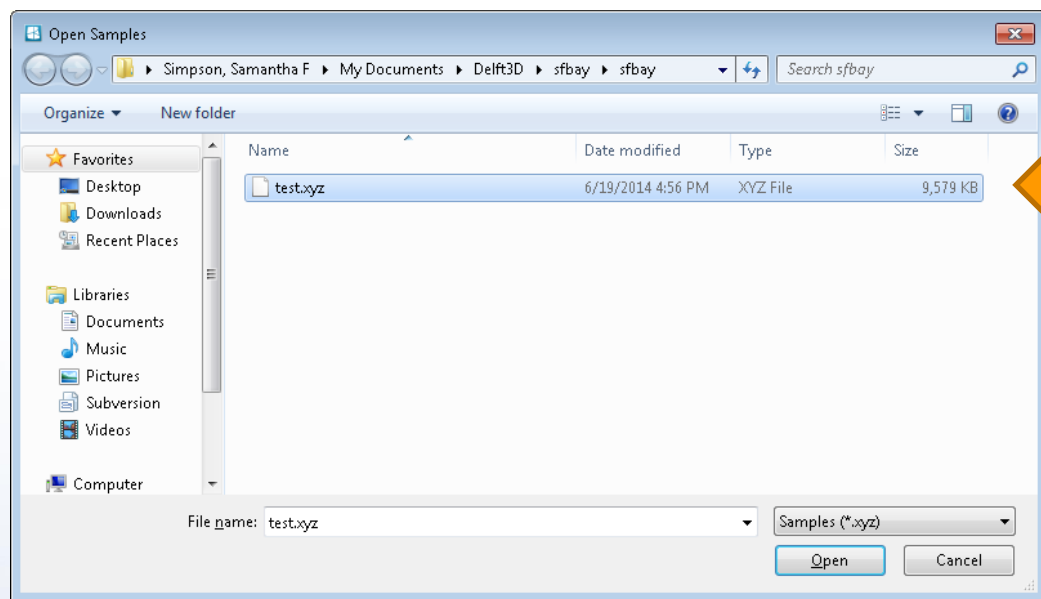 Open Samples
Simpson, Samantha F ▸ My Documents ▸ Delft3D ▸ sfbay ▸ sfbay Search sfbay
Organize New folder
Name Date modified Type Size
Favorites
test.xyz 6/19/2014 4:56 PM XYZ File 9,579 KB
Desktop
Downloads
Recent Places
Libraries
Documents
Music
Pictures
Subversion
Videos
Computer
File name: test.xyz Samples (*.xyz)
Open Cancel